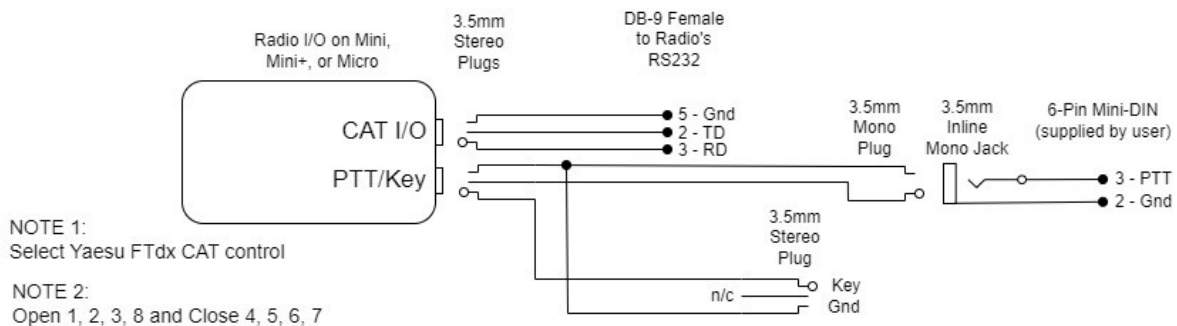 3.5mm
Stereo
Plugs
DB-9 Female
to Radio's
RS232
Radio I/O on Mini,
Mini+, or Micro
CAT I/O
PTT/Key
5 - Gnd
2 - TD
3 - RD
3.5mm
Mono
Plug
3.5mm
Inline
Mono Jack
6-Pin Mini-DIN
(supplied by user)
3 - PTT
2 - Gnd
3.5mm
Stereo
Plug
Key
n/c
Gnd
NOTE 1:
Select Yaesu FTdx CAT control
NOTE 2:
Open 1, 2, 3, 8 and Close 4, 5, 6, 7